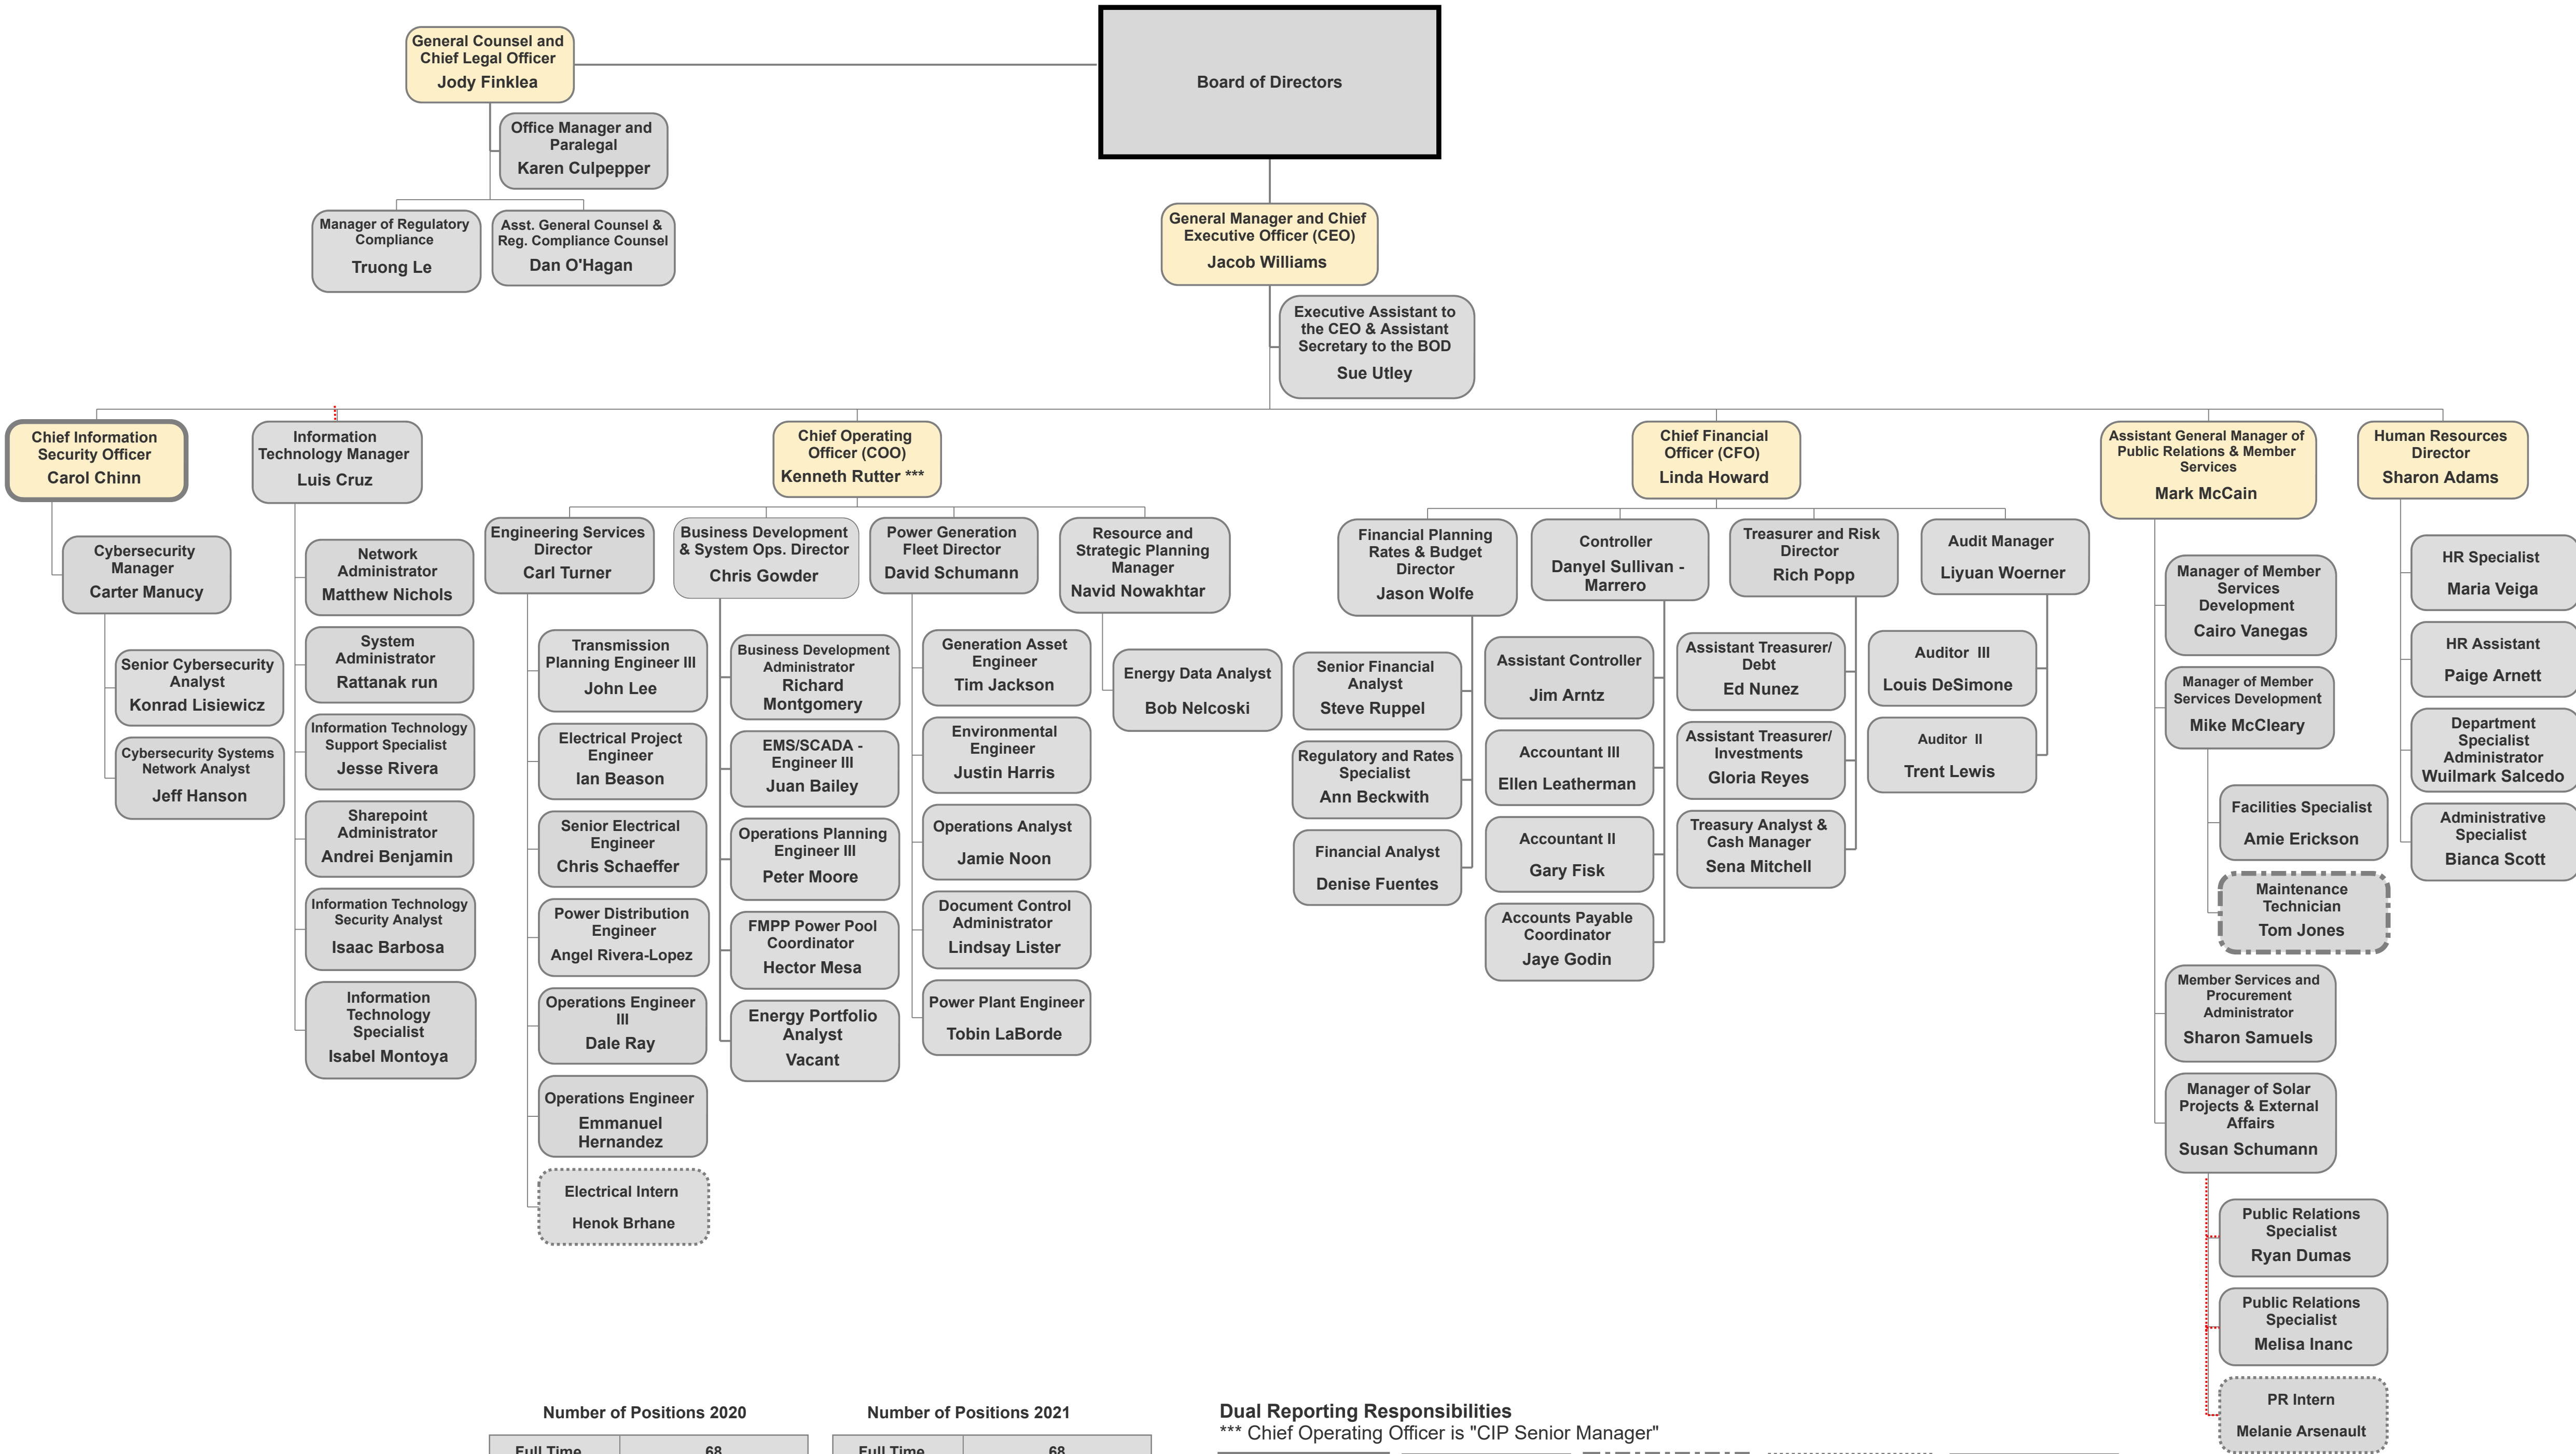 General Counsel and
Chief Legal Officer
Jody Finklea
Board of Directors
Office Manager and
Paralegal
Karen Culpepper
Manager of Regulatory
Compliance
Truong Le
Asst. General Counsel &
Reg. Compliance Counsel
Dan O'Hagan
General Manager and Chief
Executive Officer (CEO)
Jacob Williams
Executive Assistant to
the CEO & Assistant
Secretary to the BOD
Sue Utley
Chief Information
Security Officer
Carol Chinn
Cybersecurity
Manager
Carter Manucy
Senior Cybersecurity
Analyst
Konrad Lisiewicz
Cybersecurity Systems
Network Analyst
Jeff Hanson
Information
Technology Manager
Luis Cruz
Network
Administrator
Matthew Nichols
System
Administrator
Rattanak run
Information Technology
Support Specialist
Jesse Rivera
Sharepoint
Administrator
Andrei Benjamin
Information Technology
Security Analyst
Isaac Barbosa
Information
Technology
Specialist
Isabel Montoya
Chief Operating
Officer (COO)
Kenneth Rutter ***
Engineering Services
Director
Carl Turner
Transmission
Planning Engineer III
John Lee
Electrical Project
Engineer
Ian Beason
Senior Electrical
Engineer
Chris Schaeffer
Power Distribution
Engineer
Angel Rivera-Lopez
Operations Engineer
III
Dale Ray
Operations Engineer
Emmanuel
Hernandez
Electrical Intern
Henok Brhane
Business Development
& System Ops. Director
Chris Gowder
Business Development
Administrator
Richard
Montgomery
EMS/SCADA -
Engineer III
Juan Bailey
Operations Planning
Engineer III
Peter Moore
FMPP Power Pool
Coordinator
Hector Mesa
Energy Portfolio
Analyst
Vacant
Power Generation
Fleet Director
David Schumann
Generation Asset
Engineer
Tim Jackson
Environmental
Engineer
Justin Harris
Operations Analyst
Jamie Noon
Document Control
Administrator
Lindsay Lister
Power Plant Engineer
Tobin LaBorde
Resource and
Strategic Planning
Manager
Navid Nowakhtar
Energy Data Analyst
Bob Nelcoski
Chief Financial
Officer (CFO)
Linda Howard
Financial Planning
Rates & Budget
Director
Jason Wolfe
Senior Financial
Analyst
Steve Ruppel
Regulatory and Rates
Specialist
Ann Beckwith
Financial Analyst
Denise Fuentes
Controller
Danyel Sullivan -
Marrero
Assistant Controller
Jim Arntz
Accountant III
Ellen Leatherman
Accountant II
Gary Fisk
Accounts Payable
Coordinator
Jaye Godin
Treasurer and Risk
Director
Rich Popp
Assistant Treasurer/
Debt
Ed Nunez
Assistant Treasurer/
Investments
Gloria Reyes
Treasury Analyst &
Cash Manager
Sena Mitchell
Audit Manager
Liyuan Woerner
Auditor III
Louis DeSimone
Auditor II
Trent Lewis
Assistant General Manager of
Public Relations & Member
Services
Mark McCain
Manager of Member
Services
Development
Cairo Vanegas
Manager of Member
Services Development
Mike McCleary
Facilities Specialist
Amie Erickson
Maintenance
Technician
Tom Jones
Member Services and
Procurement
Administrator
Sharon Samuels
Manager of Solar
Projects & External
Affairs
Susan Schumann
Public Relations
Specialist
Ryan Dumas
Public Relations
Specialist
Melisa Inanc
PR Intern
Melanie Arsenault
Human Resources
Director
Sharon Adams
HR Specialist
Maria Veiga
HR Assistant
Paige Arnett
Department
Specialist
Administrator
Wuilmark Salcedo
Administrative
Specialist
Bianca Scott
Number of Positions 2020
Full Time 68
Number of Positions 2021
Full Time 68
Dual Reporting Responsibilities
*** Chief Operating Officer is "CIP Senior Manager"